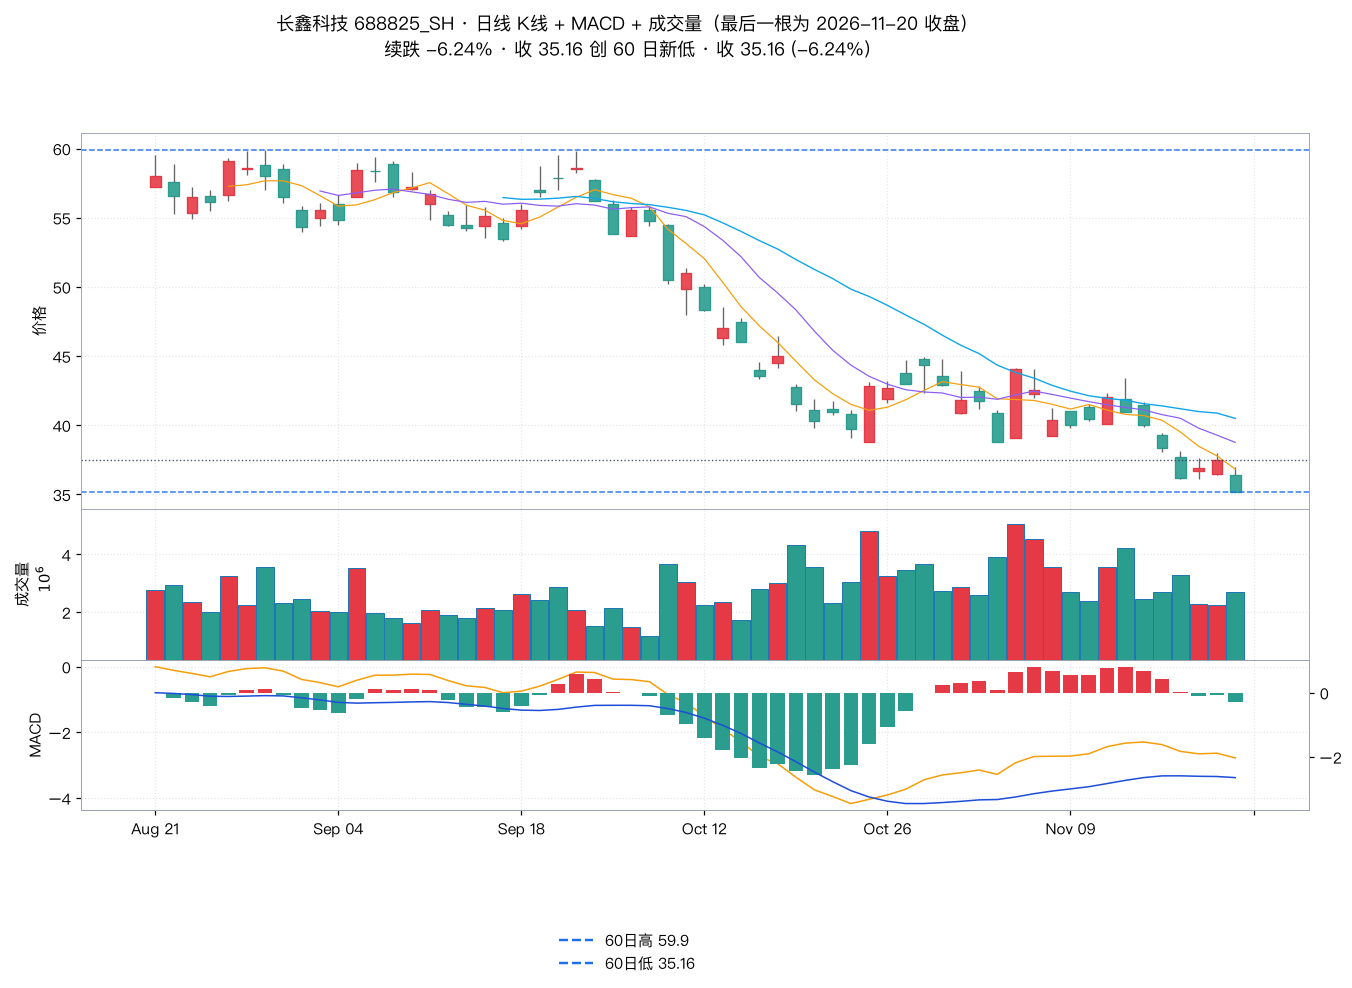 长鑫科技 688825_SH · 日线 K线 + MACD + 成交量（最后一根为 2026−11−20 收盘）
续跌 −6.24% · 收 35.16 创 60 日新低 · 收 35.16 (−6.24%)
60
55
50
45
40
35
价格
4
2
成交量
10⁶
0
−2
−4
MACD
0
−2
Aug 21
Sep 04
Sep 18
Oct 12
Oct 26
Nov 09
60日高 59.9
60日低 35.16